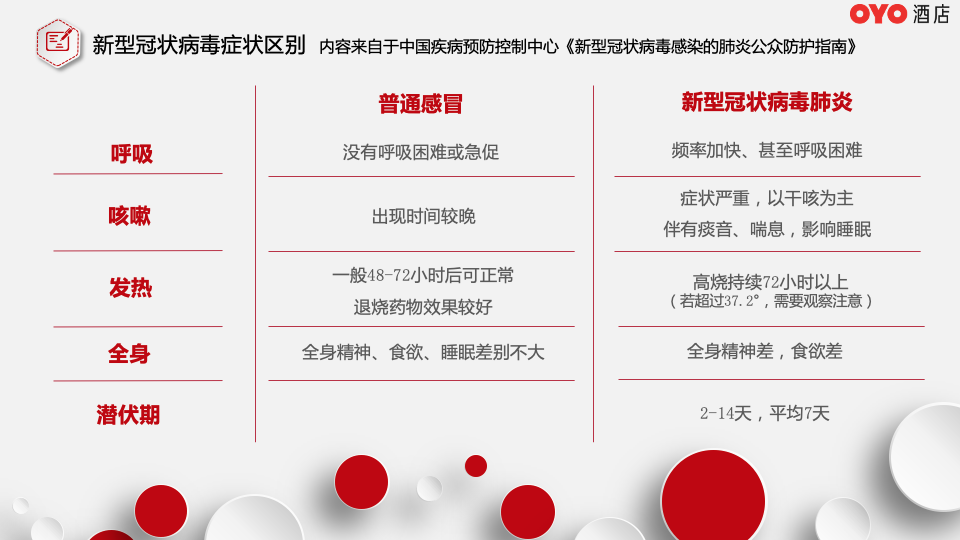 OYO 酒店
新型冠状病毒症状区别 内容来自于中国疾病预防控制中心《新型冠状病毒感染的肺炎公众防护指南》
普通感冒 新型冠状病毒肺炎
呼吸 没有呼吸困难或急促 频率加快、甚至呼吸困难
咳嗽 出现时间较晚 症状严重，以干咳为主
伴有痰音、喘息，影响睡眠
发热 一般48-72小时后可正常 高烧持续72小时以上
退烧药物效果较好 （若超过37.2°，需要观察注意）
全身 全身精神、食欲、睡眠差别不大 全身精神差，食欲差
潜伏期 2-14天，平均7天